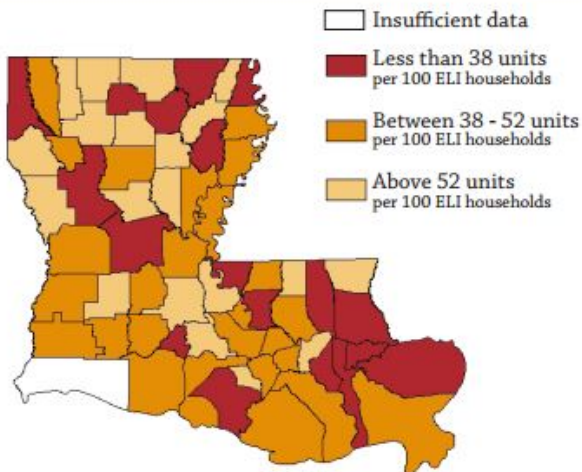 Insufficient data
Less than 38 units
per 100 ELI households
Between 38 - 52 units
per 100 ELI households
Above 52 units
per 100 ELI households